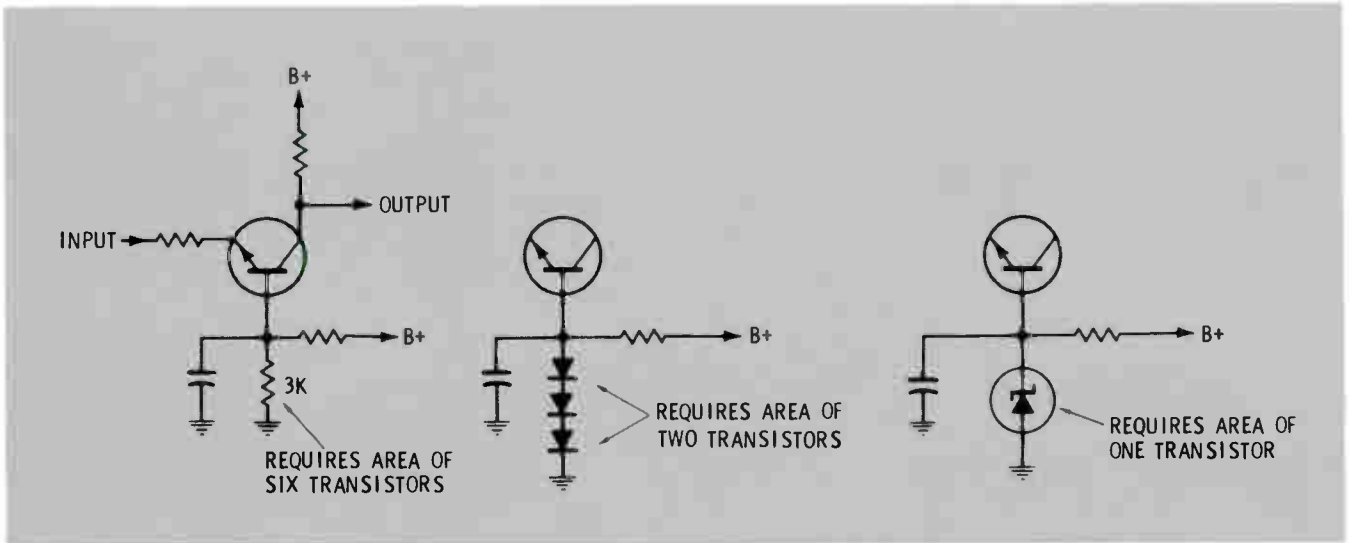 B+
OUTPUT
INPUT
B+
3K
REQUIRES AREA OF
SIX TRANSISTORS
B+
REQUIRES AREA OF
TWO TRANSISTORS
B+
REQUIRES AREA OF
ONE TRANSISTOR